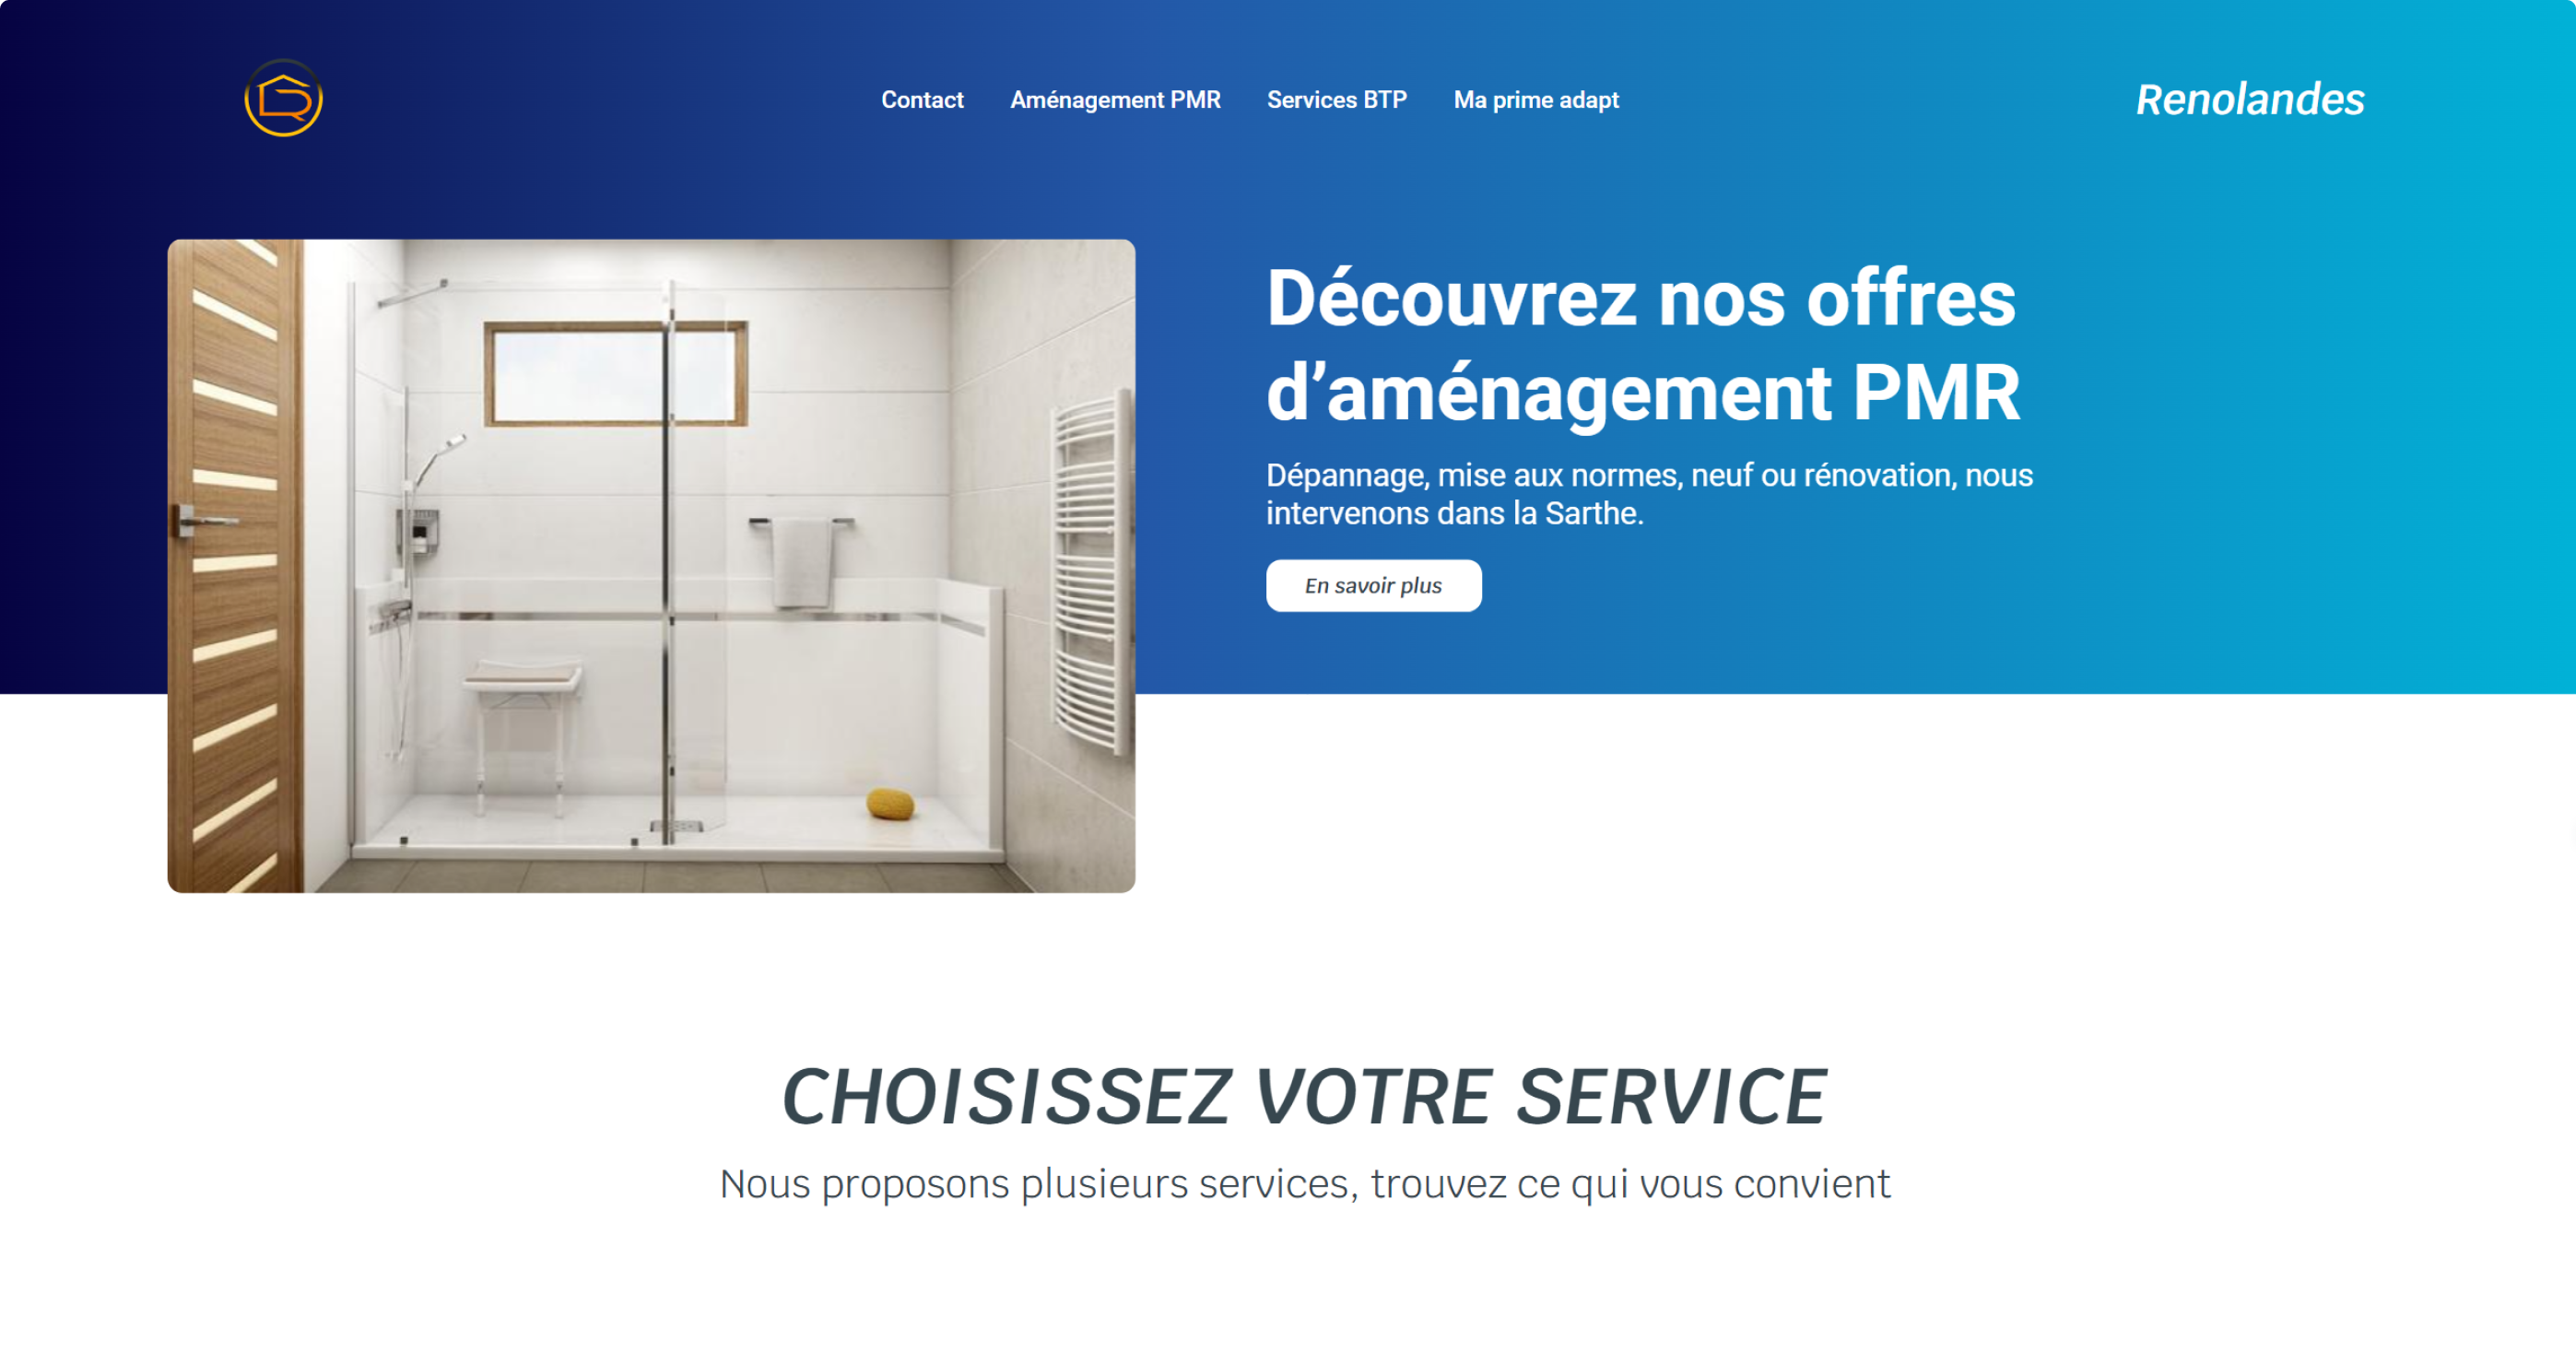 Contact
Aménagement PMR
Services BTP
Ma prime adapt
Renolandes
Découvrez nos offres
d’aménagement PMR
Dépannage, mise aux normes, neuf ou rénovation, nous
intervenons dans la Sarthe.
En savoir plus
CHOISISSEZ VOTRE SERVICE
Nous proposons plusieurs services, trouvez ce qui vous convient